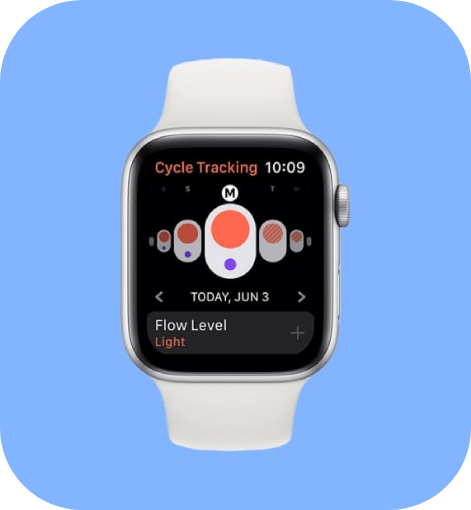 Cycle Tracking 10:09
S S M T W
TODAY, JUN 3
Flow Level
Light